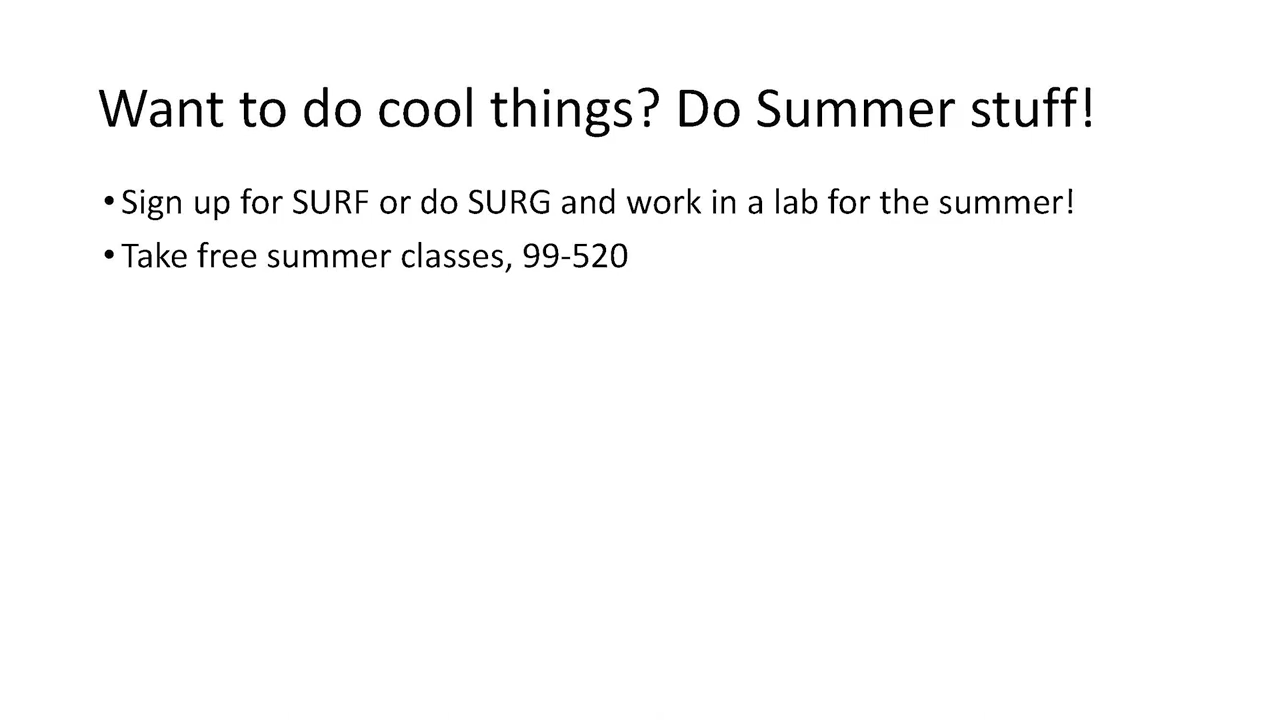 Want to do cool things? Do Summer stuff!
• Sign up for SURF or do SURG and work in a lab for the summer!
• Take free summer classes, 99-520